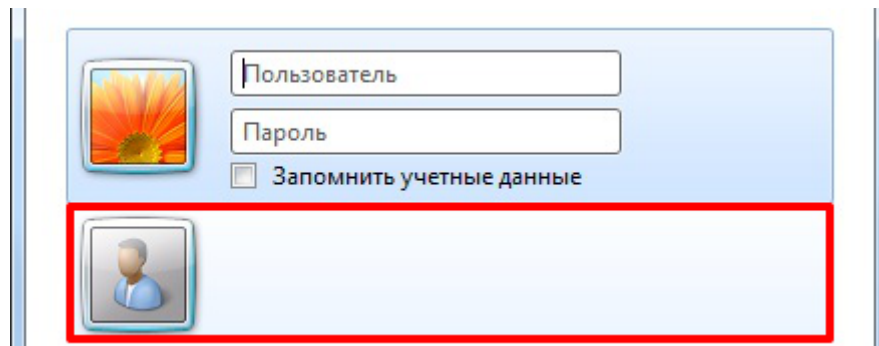 Пользователь
Пароль
Запомнить учетные данные